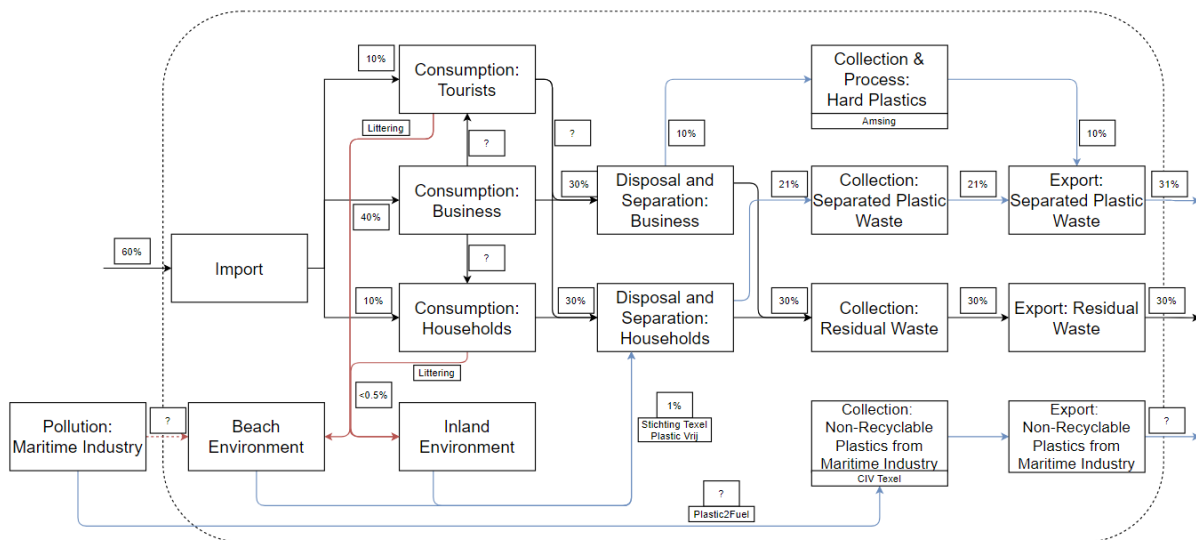 10%
Consumption:
Tourists
Collection &
Process:
Hard Plastics
Amsing
Littering
?
?
10%
10%
Consumption:
Business
40%
30%
Disposal and
Separation:
Business
21%
Collection:
Separated Plastic
Waste
21%
Export:
Separated Plastic
Waste
31%
60%
Import
?
10%
Consumption:
Households
30%
Disposal and
Separation:
Households
30%
Collection:
Residual Waste
30%
Export: Residual
Waste
30%
Littering
<0.5%
Pollution:
Maritime Industry
?
Beach
Environment
Inland
Environment
1%
Stichting Texel
Plastic Vrij
Collection:
Non-Recyclable
Plastics from
Maritime Industry
CIV Texel
Export:
Non-Recyclable
Plastics from
Maritime Industry
?
?
Plastic2Fuel